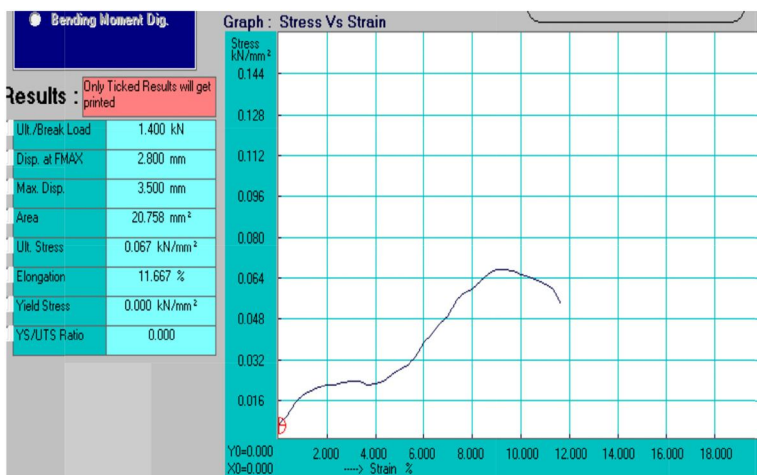 Bending Moment Dig.
Graph : Stress Vs Strain
Results :
Only Ticked Results will get
printed
Ult./Break Load 1.400 kN
Disp. at FMAX 2.800 mm
Max. Disp. 3.500 mm
Area 20.758 mm²
Ult. Stress 0.067 kN/mm²
Elongation 11.667 %
Yield Stress 0.000 kN/mm²
YS/UTS Ratio 0.000
Stress
kN/mm²
0.144
0.128
0.112
0.096
0.080
0.064
0.048
0.032
0.016
Y0=0.000 2.000 4.000 6.000 8.000 10.000 12.000 14.000 16.000 18.000
X0=0.000 ----> Strain %